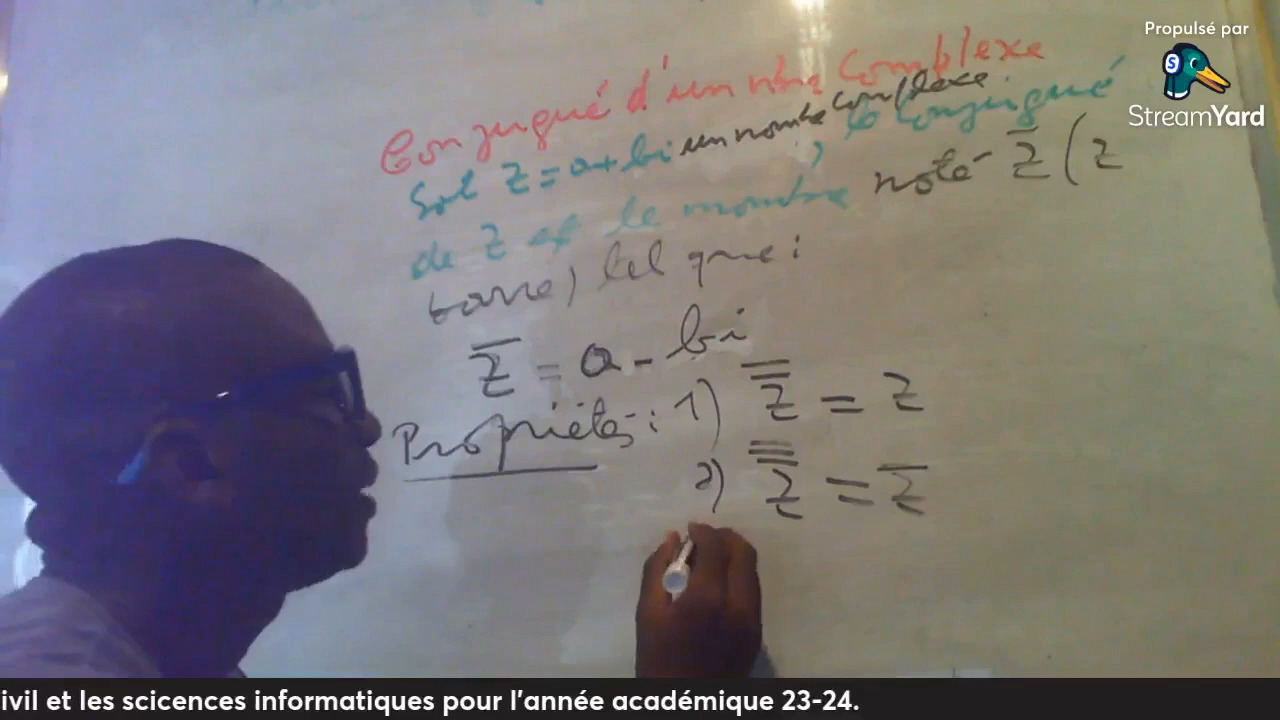 Propulsé par
StreamYard
Conjugué d'un nbre Complexe
Soit Z = a + bi un nombre complexe, le conjugué
de Z est le nombre noté Z̅ (Z
barre) tel que :
Z̅ = a - bi
Propriétés : 1) Z̿ = Z
2) Z̿̅ = Z̅
ivil et les scicences informatiques pour l'année académique 23-24.